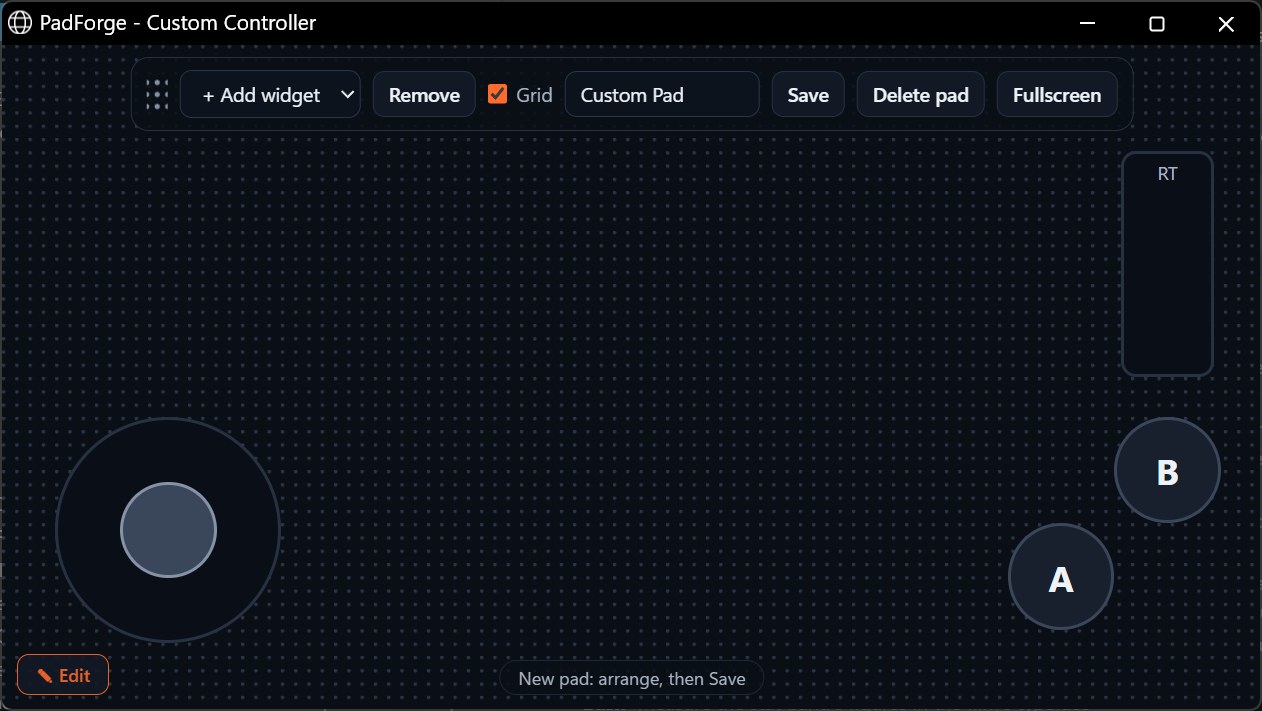 PadForge - Custom Controller
+ Add widget
Remove
Grid
Custom Pad
Save
Delete pad
Fullscreen
RT
B
A
Edit
New pad: arrange, then Save